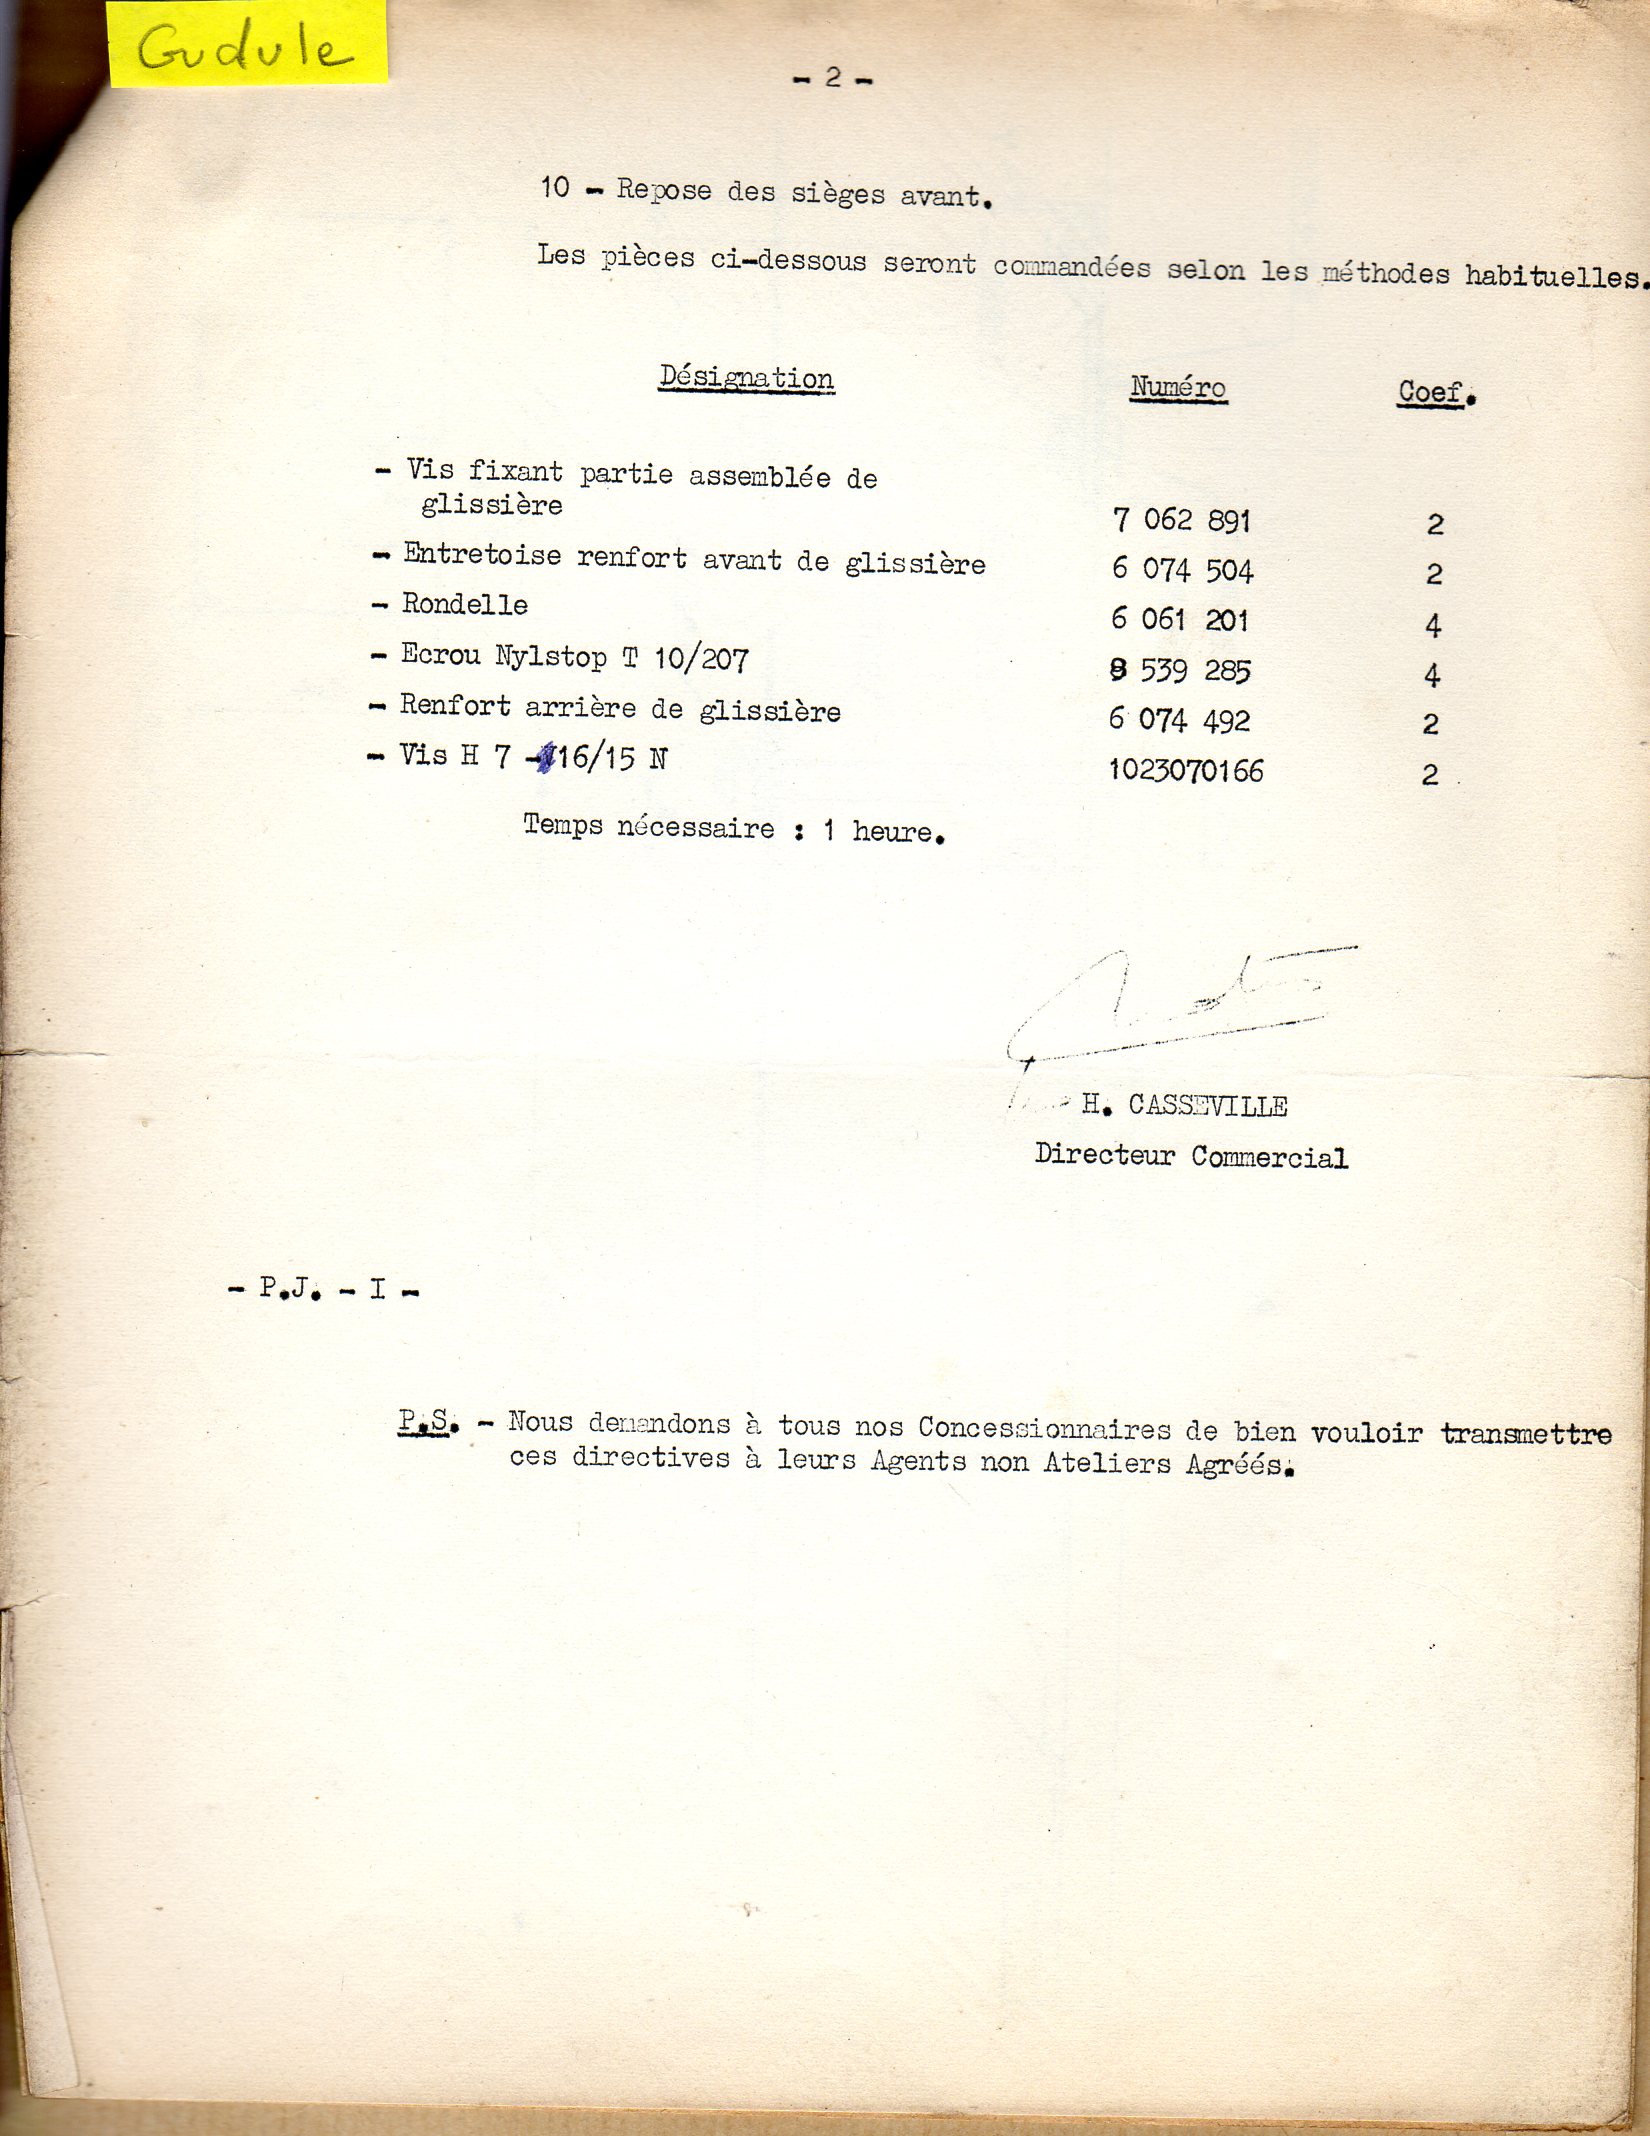 Gudule
- 2 -
10 - Repose des sièges avant.
Les pièces ci-dessous seront commandées selon les méthodes habituelles.
Désignation Numéro Coef.
- Vis fixant partie assemblée de
glissière 7 062 891 2
- Entretoise renfort avant de glissière 6 074 504 2
- Rondelle 6 061 201 4
- Ecrou Nylstop T 10/207 8 539 285 4
- Renfort arrière de glissière 6 074 492 2
- Vis H 7 - 16/15 N 1023070166 2
Temps nécessaire : 1 heure.
H. CASSEVILLE
Directeur Commercial
- P.J. - I -
P.S. - Nous demandons à tous nos Concessionnaires de bien vouloir transmettre
ces directives à leurs Agents non Ateliers Agréés.